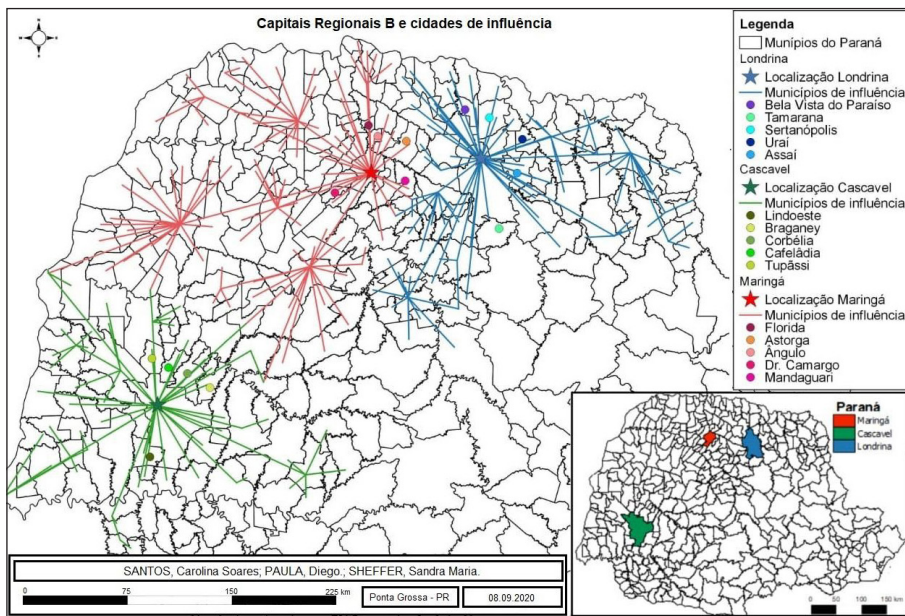 Capitais Regionais B e cidades de influência
Legenda
Munípios do Paraná
Londrina
Localização Londrina
Municípios de influência
Bela Vista do Paraíso
Tamarana
Sertanópolis
Uraí
Assaí
Cascavel
Localização Cascavel
Municípios de influência
Lindoeste
Braganey
Corbélia
Cafelâdia
Tupãssi
Maringá
Localização Maringá
Municípios de influência
Florida
Astorga
Ângulo
Dr. Camargo
Mandaguari
Paraná
Maringá
Cascavel
Londrina
0 50 100 150 km
SANTOS, Carolina Soares; PAULA, Diego.; SHEFFER, Sandra Maria.
0 75 150 225 km
Ponta Grossa - PR
08.09.2020